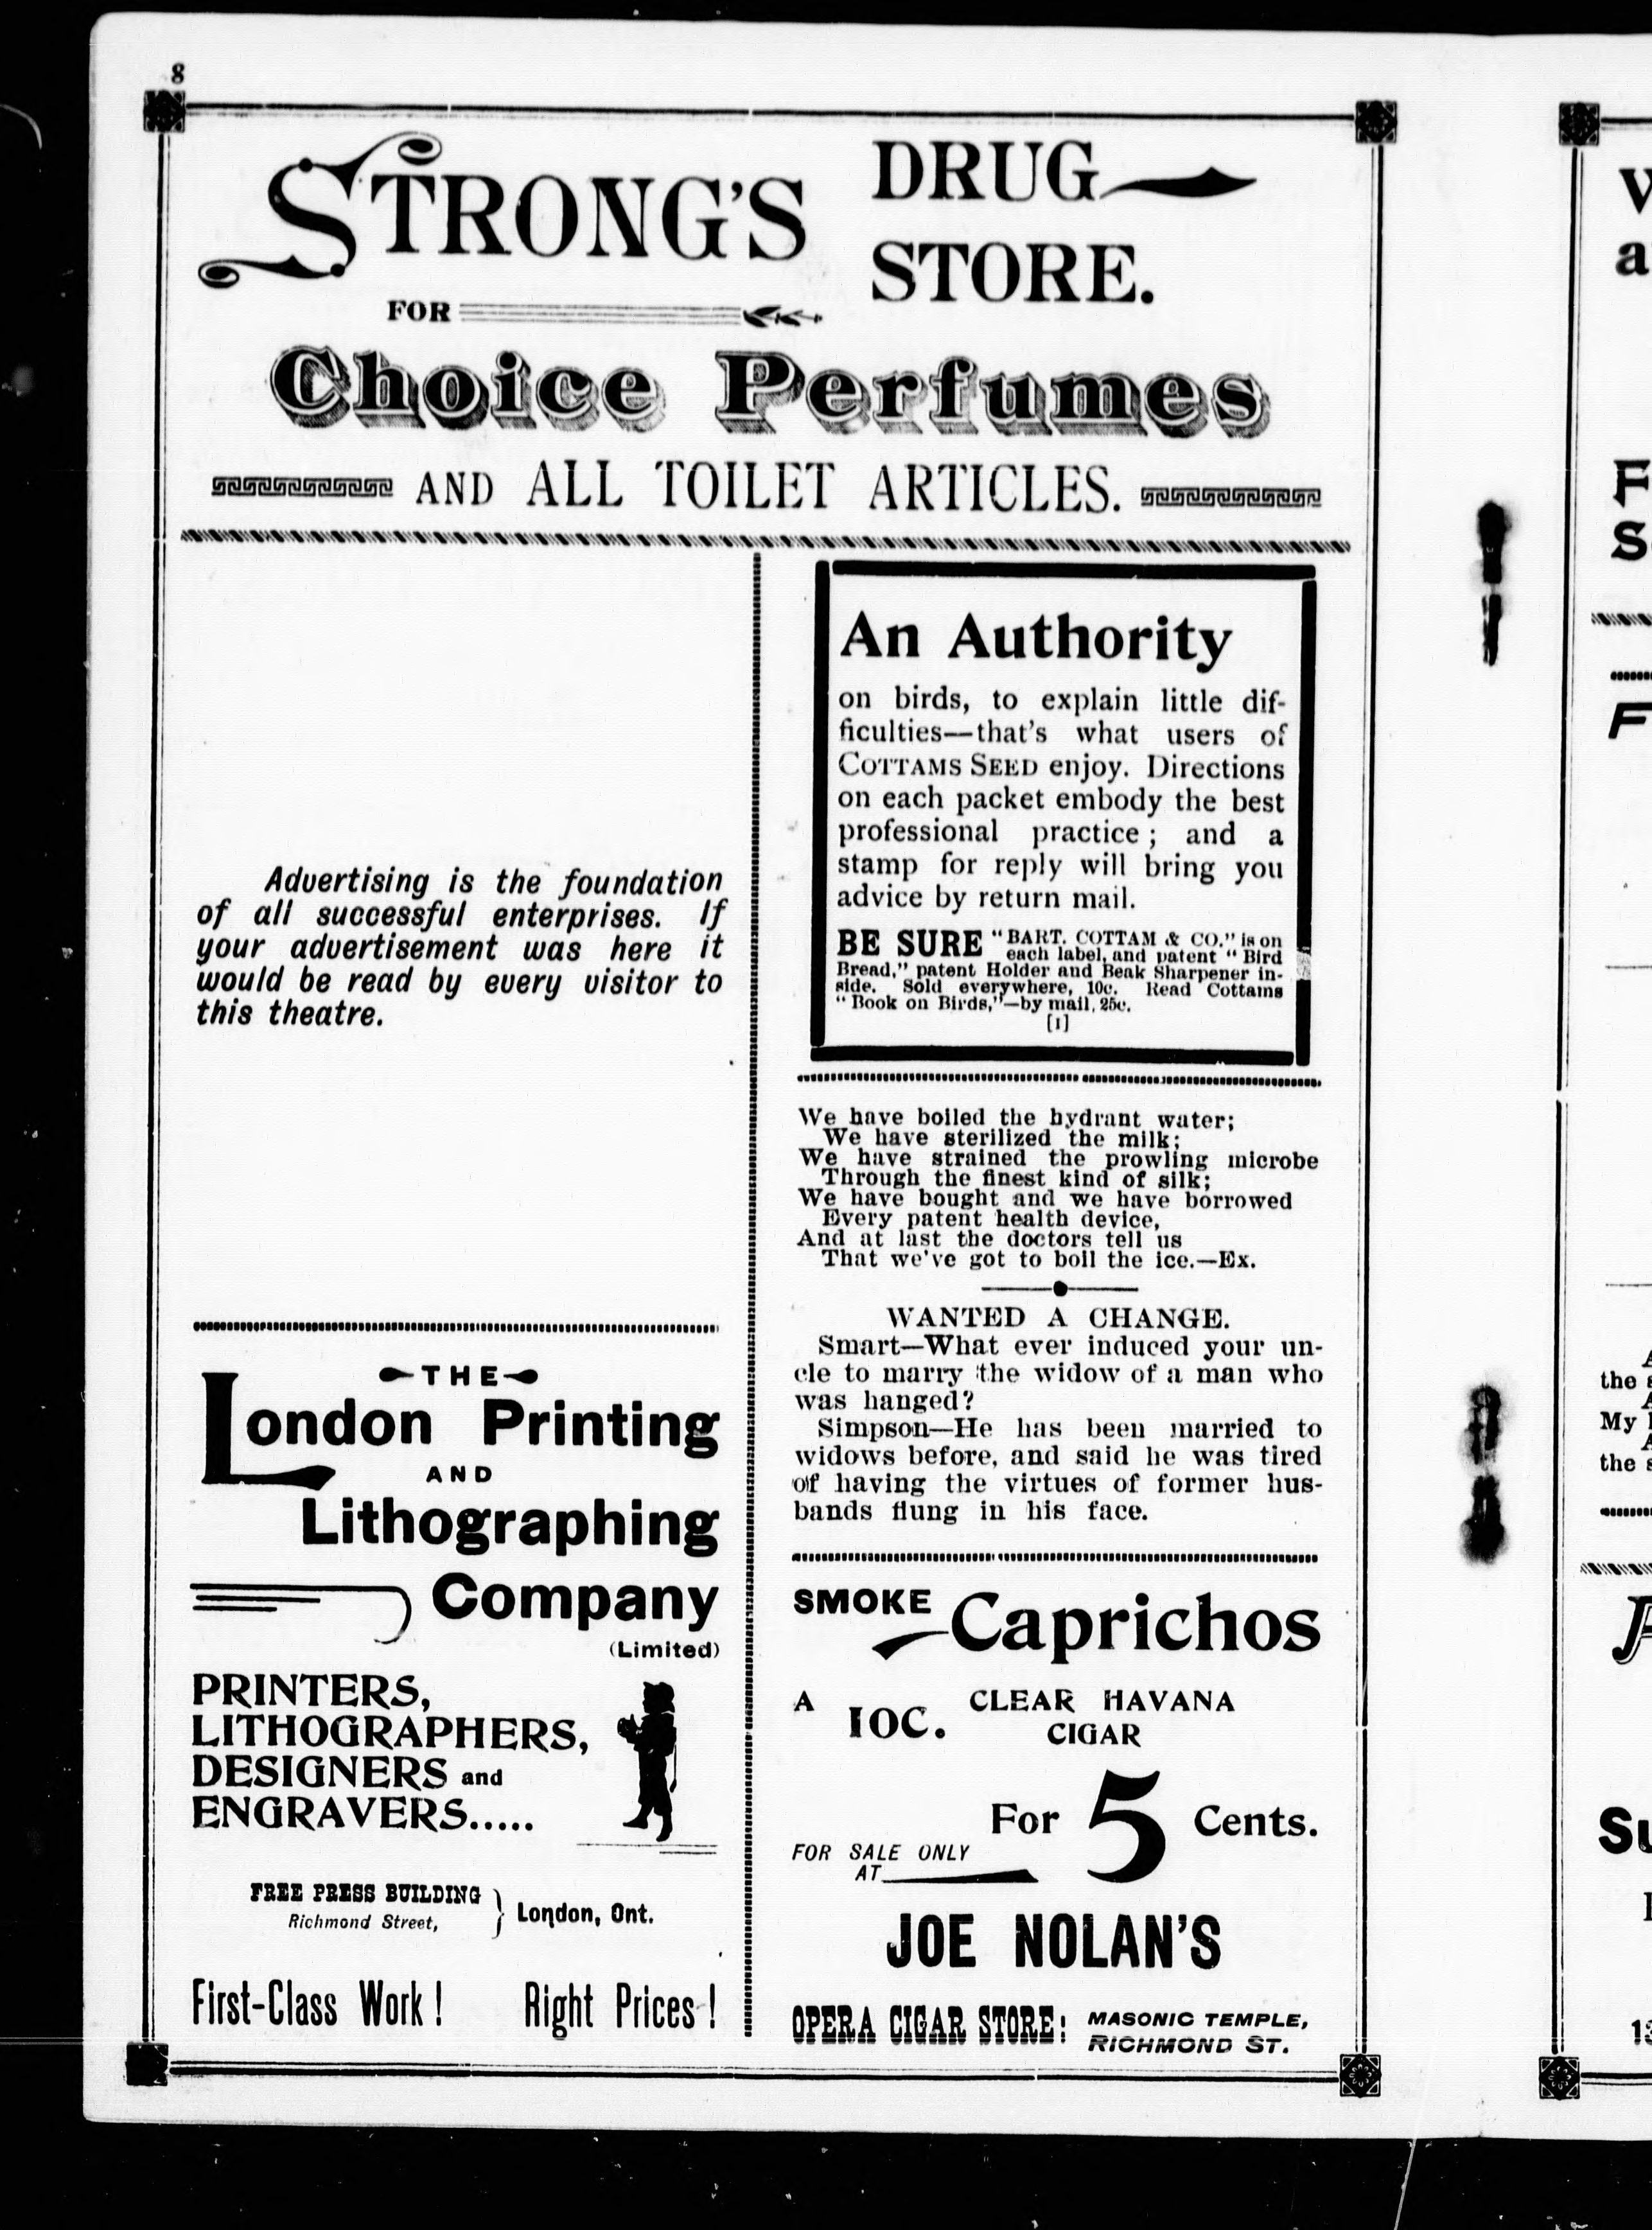 8
STRONG'S DRUG
STORE.
FOR
Choice Perfumes
AND ALL TOILET ARTICLES.
Advertising is the foundation
of all successful enterprises. If
your advertisement was here it
would be read by every visitor to
this theatre.
THE
London Printing
AND
Lithographing
Company
(Limited)
PRINTERS,
LITHOGRAPHERS,
DESIGNERS and
ENGRAVERS.....
FREE PRESS BUILDING
Richmond Street,
} London, Ont.
First-Class Work! Right Prices!
An Authority
on birds, to explain little dif-
ficulties—that's what users of
COTTAMS SEED enjoy. Directions
on each packet embody the best
professional practice; and a
stamp for reply will bring you
advice by return mail.
BE SURE "BART. COTTAM & CO." is on
each label, and patent "Bird
Bread," patent Holder and Beak Sharpener in-
side. Sold everywhere, 10c. Read Cottams
"Book on Birds,"—by mail, 25c.
[1]
We have boiled the hydrant water;
We have sterilized the milk;
We have strained the prowling microbe
Through the finest kind of silk;
We have bought and we have borrowed
Every patent health device,
And at last the doctors tell us
That we've got to boil the ice.—Ex.
WANTED A CHANGE.
Smart—What ever induced your un-
cle to marry the widow of a man who
was hanged?
Simpson—He has been married to
widows before, and said he was tired
of having the virtues of former hus-
bands flung in his face.
SMOKE Caprichos
A 10C. CLEAR HAVANA
CIGAR
For 5 Cents.
FOR SALE ONLY
AT
JOE NOLAN'S
OPERA CIGAR STORE: MASONIC TEMPLE,
RICHMOND ST.
the
My
the